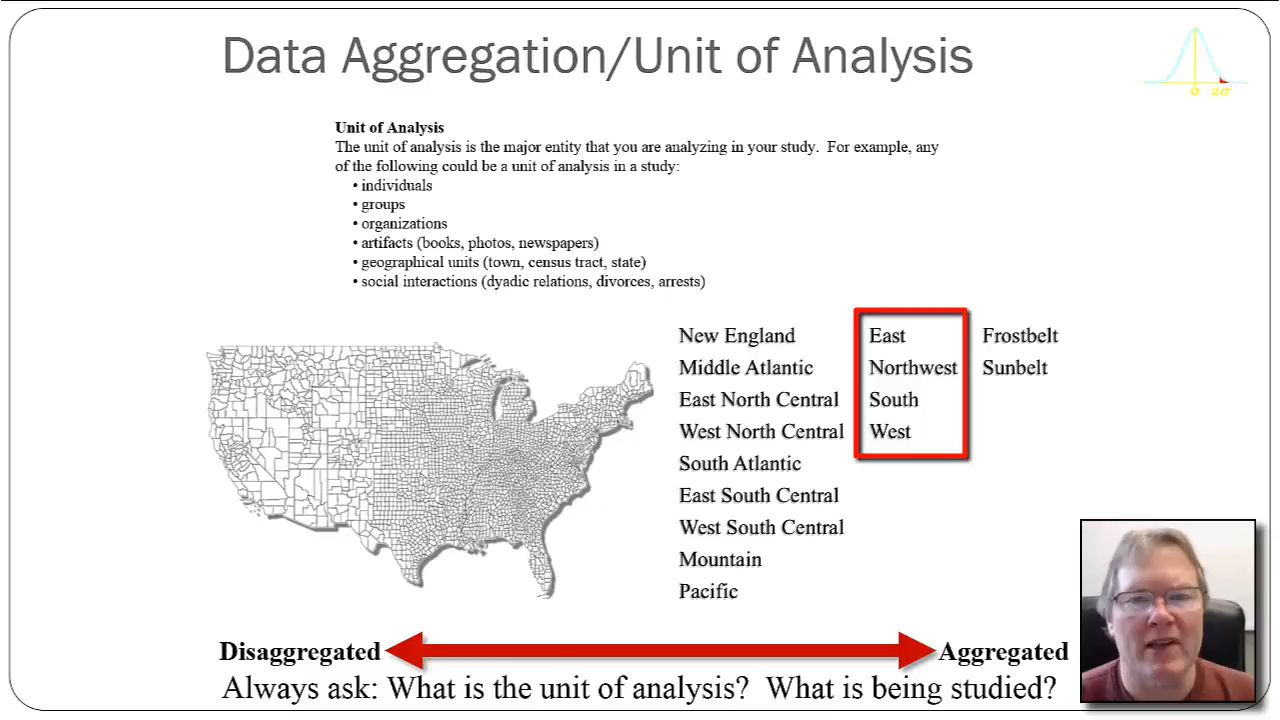 Data Aggregation/Unit of Analysis
0 2σ
Unit of Analysis
The unit of analysis is the major entity that you are analyzing in your study. For example, any
of the following could be a unit of analysis in a study:
• individuals
• groups
• organizations
• artifacts (books, photos, newspapers)
• geographical units (town, census tract, state)
• social interactions (dyadic relations, divorces, arrests)
New England
Middle Atlantic
East North Central
West North Central
South Atlantic
East South Central
West South Central
Mountain
Pacific
East
Northwest
South
West
Frostbelt
Sunbelt
Disaggregated
Aggregated
Always ask: What is the unit of analysis? What is being studied?